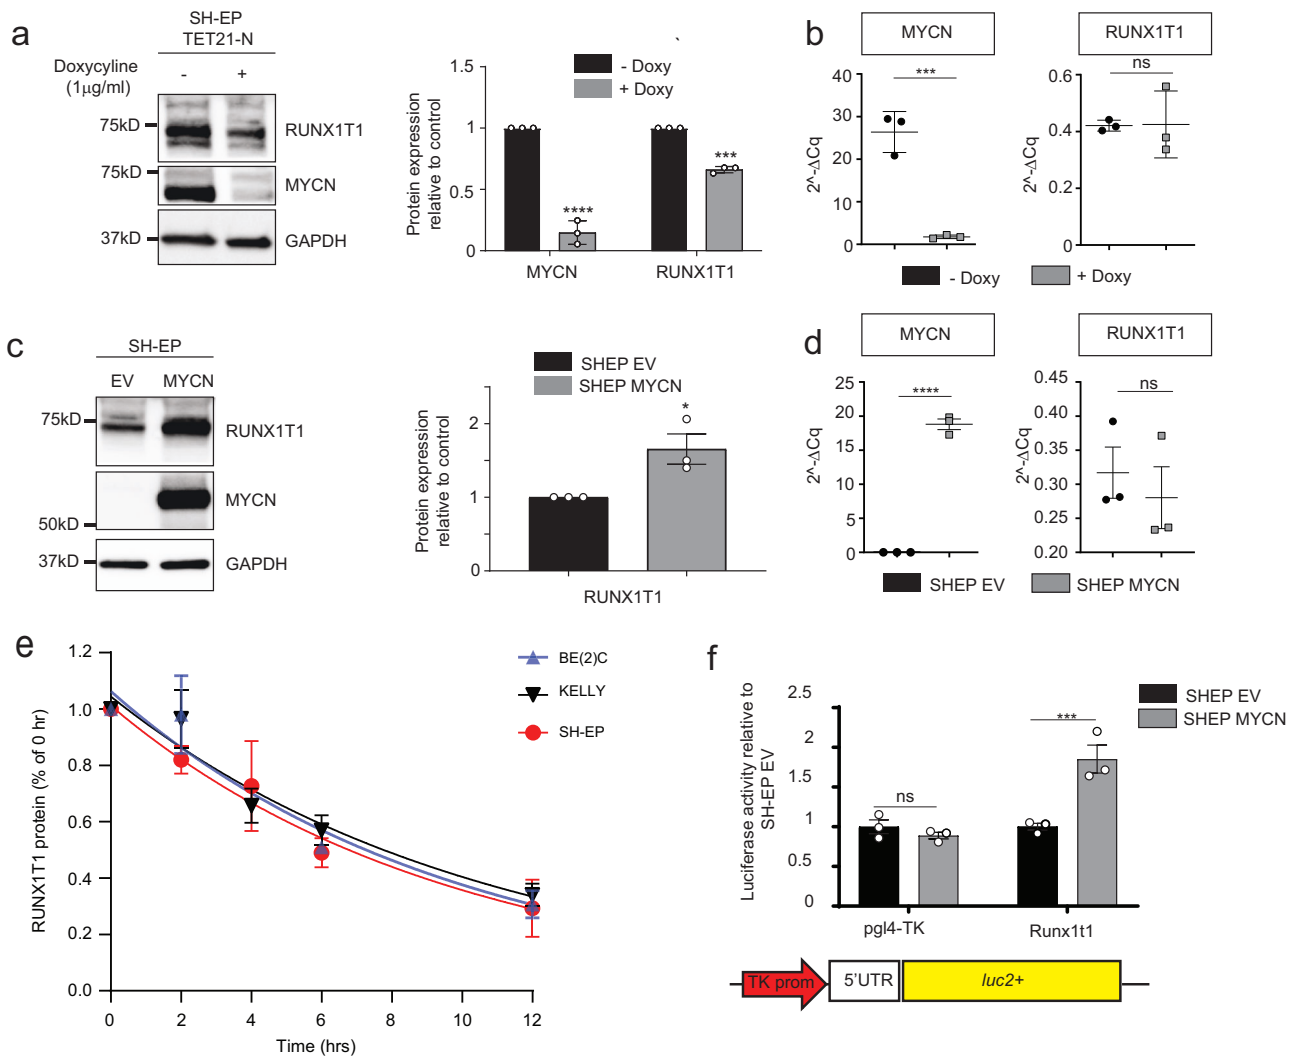 a
SH-EP
TET21-N
Doxycyline
(1µg/ml)
- +
75kD
RUNX1T1
75kD
MYCN
37kD
GAPDH
- Doxy
+ Doxy
Protein expression
relative to control
1.5
1
0.5
0
****
***
MYCN RUNX1T1
b
MYCN
RUNX1T1
***
ns
2^-ΔCq
40
30
20
10
0
2^-ΔCq
0.6
0.4
0.2
0
- Doxy
+ Doxy
c
SH-EP
EV MYCN
75kD
RUNX1T1
MYCN
50kD
37kD
GAPDH
SHEP EV
SHEP MYCN
Protein expression
relative to control
2
1
0
*
RUNX1T1
d
MYCN
RUNX1T1
****
ns
2^-ΔCq
25
20
15
10
5
0
2^-ΔCq
0.45
0.40
0.35
0.30
0.25
0.20
SHEP EV
SHEP MYCN
e
RUNX1T1 protein (% of 0 hr)
1.2
1.0
0.8
0.6
0.4
0.2
0.0
0 2 4 6 8 10 12
Time (hrs)
BE(2)C
KELLY
SH-EP
f
Luciferase activity relative to
SH-EP EV
2.5
2
1.5
1
0.5
0
SHEP EV
SHEP MYCN
ns
***
pgl4-TK Runx1t1
TK prom 5'UTR luc2+